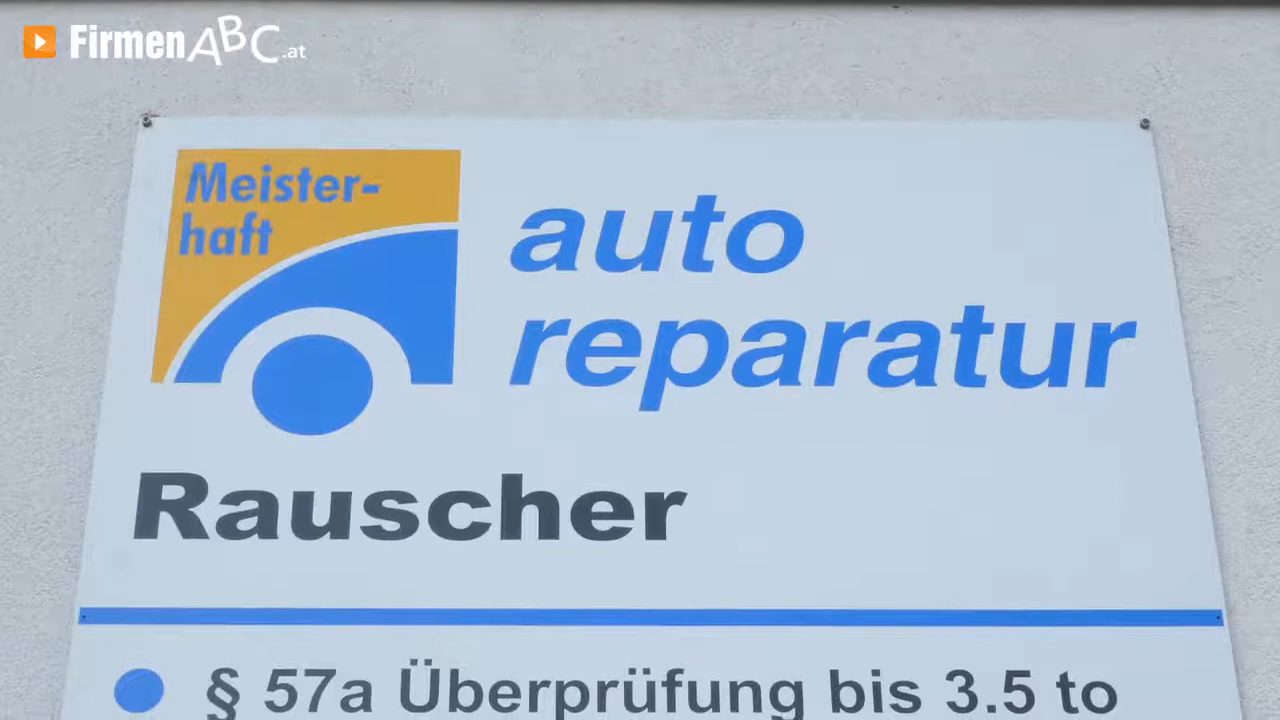 FirmenABC.at
Meister-
haft
auto
reparatur
Rauscher
§ 57a Überprüfung bis 3.5 to